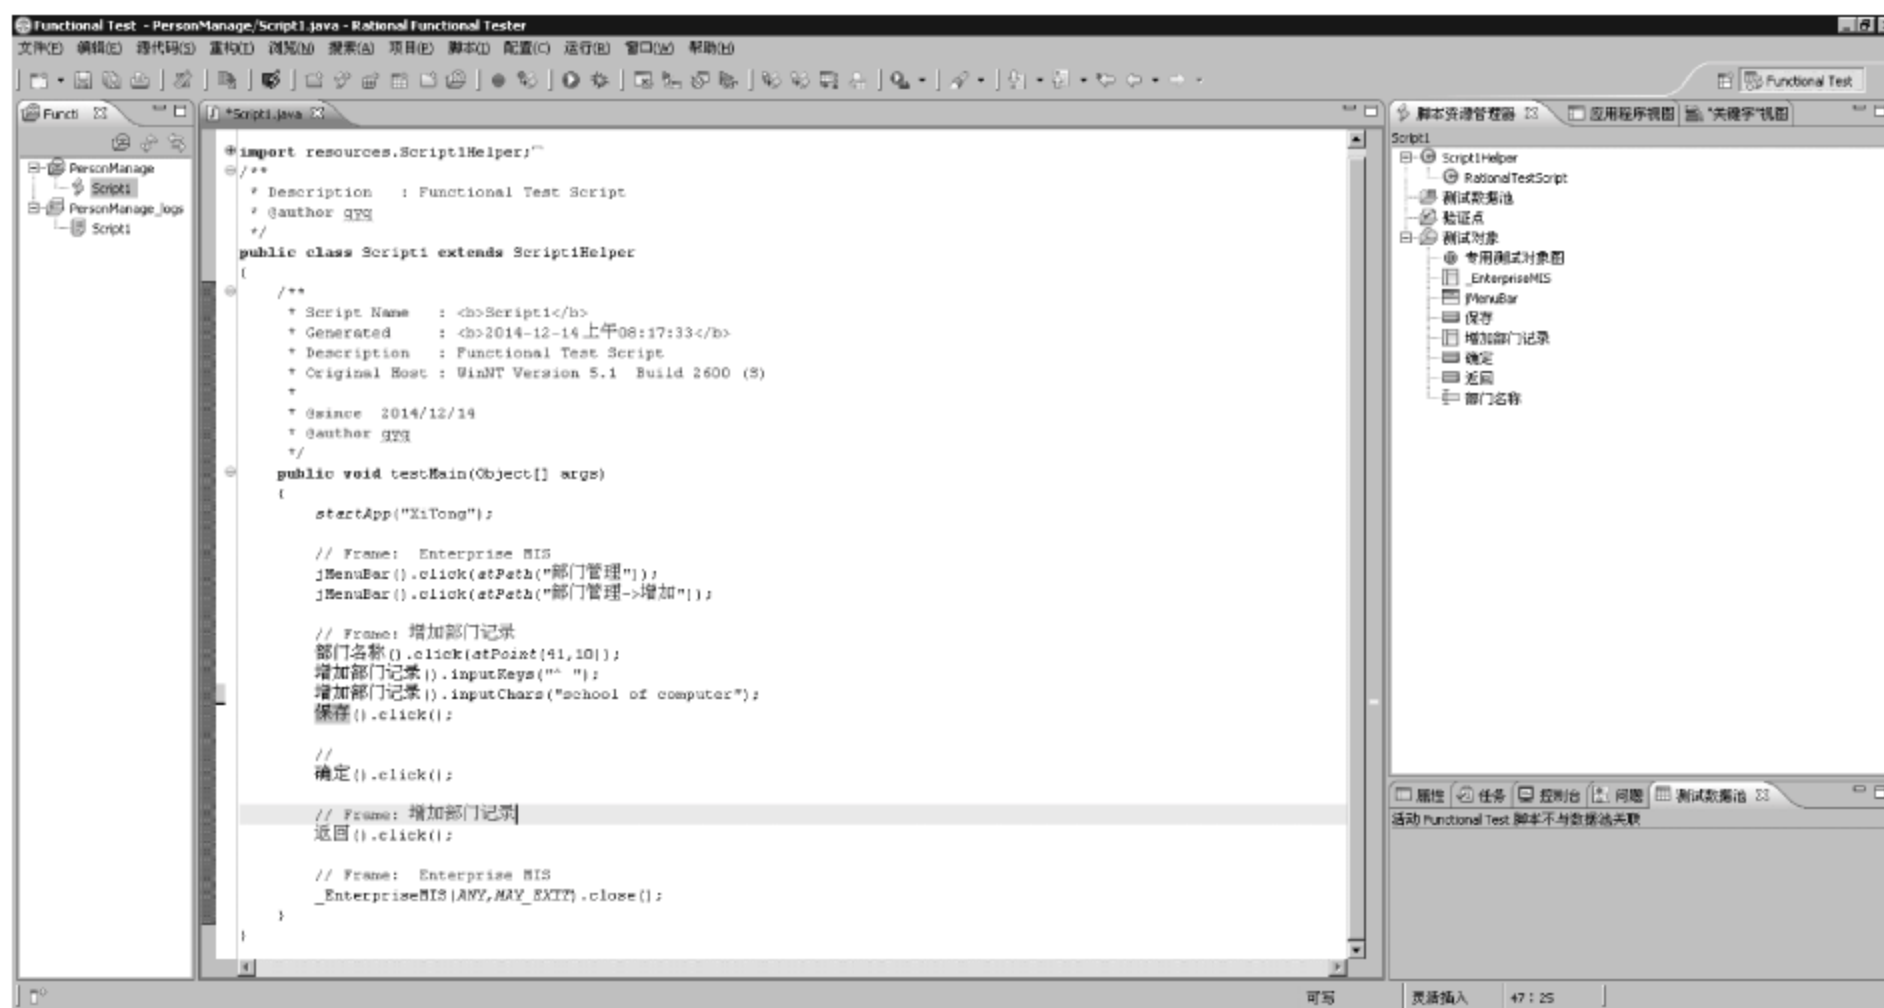 Functional Test - PersonManage/Script1.java - Rational Functional Tester
文件(F) 编辑(E) 源代码(S) 重构(T) 浏览(N) 搜索(A) 项目(P) 脚本(I) 配置(C) 运行(R) 窗口(W) 帮助(H)
Functional Test
Functi
PersonManage
Script1
PersonManage_logs
Script1
*Script1.java
import resources.Script1Helper;
/**
* Description : Functional Test Script
* @author gyq
*/
public class Script1 extends Script1Helper
{
/**
* Script Name : <b>Script1</b>
* Generated : <b>2014-12-14 上午08:17:33</b>
* Description : Functional Test Script
* Original Host : WinNT Version 5.1 Build 2600 (S)
*
* @since 2014/12/14
* @author gyq
*/
public void testMain(Object[] args)
{
startApp("XiTong");
// Frame: Enterprise MIS
jMenuBar().click(atPath("部门管理"));
jMenuBar().click(atPath("部门管理->增加"));
// Frame: 增加部门记录
部门名称().click(atPoint(41,10));
增加部门记录().inputKeys("^ ");
增加部门记录().inputChars("school of computer");
保存().click();
//
确定().click();
// Frame: 增加部门记录
返回().click();
// Frame: Enterprise MIS
_EnterpriseMIS(ANY,MAY_EXIT).close();
}
}
脚本资源管理器 应用程序视图 "关键字"视图
Script1
Script1Helper
RationalTestScript
测试数据池
验证点
测试对象
专用测试对象图
_EnterpriseMIS
jMenuBar
保存
增加部门记录
确定
返回
部门名称
属性 任务 控制台 问题 测试数据池
活动 Functional Test 脚本不与数据池关联
可写 灵活插入 47 : 25